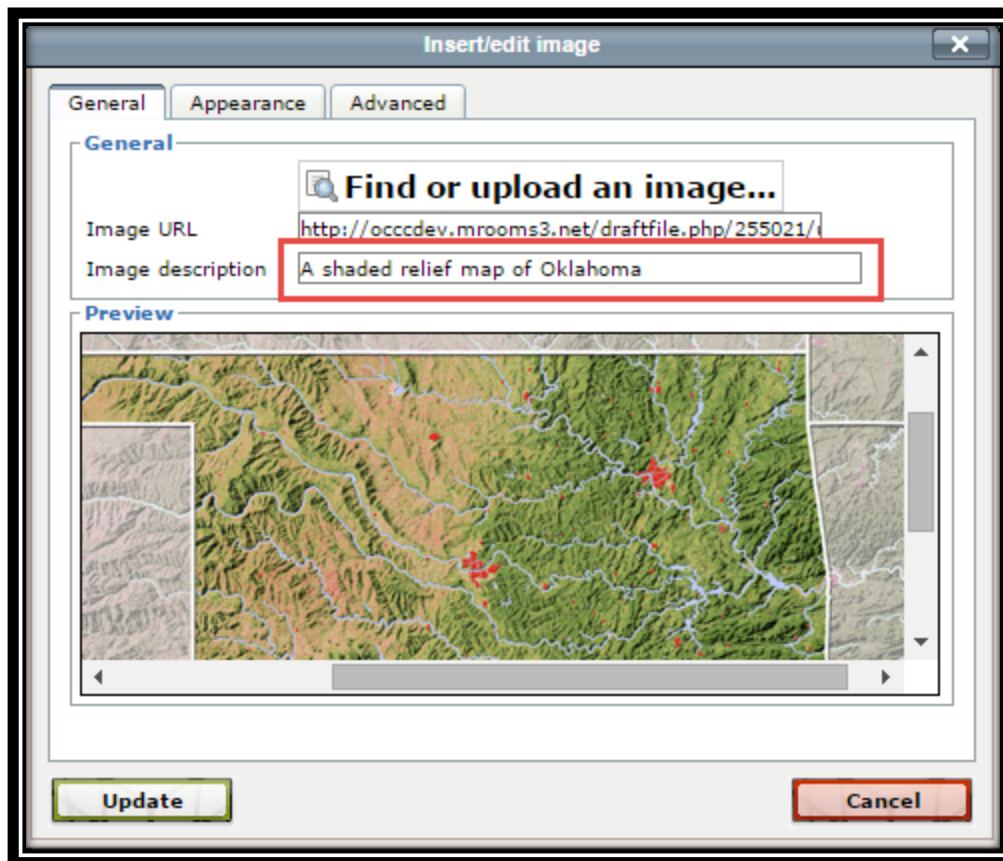 Insert/edit image
General Appearance Advanced
General
Find or upload an image...
Image URL http://occcdev.mrooms3.net/draftfile.php/255021/
Image description A shaded relief map of Oklahoma
Preview
Update Cancel